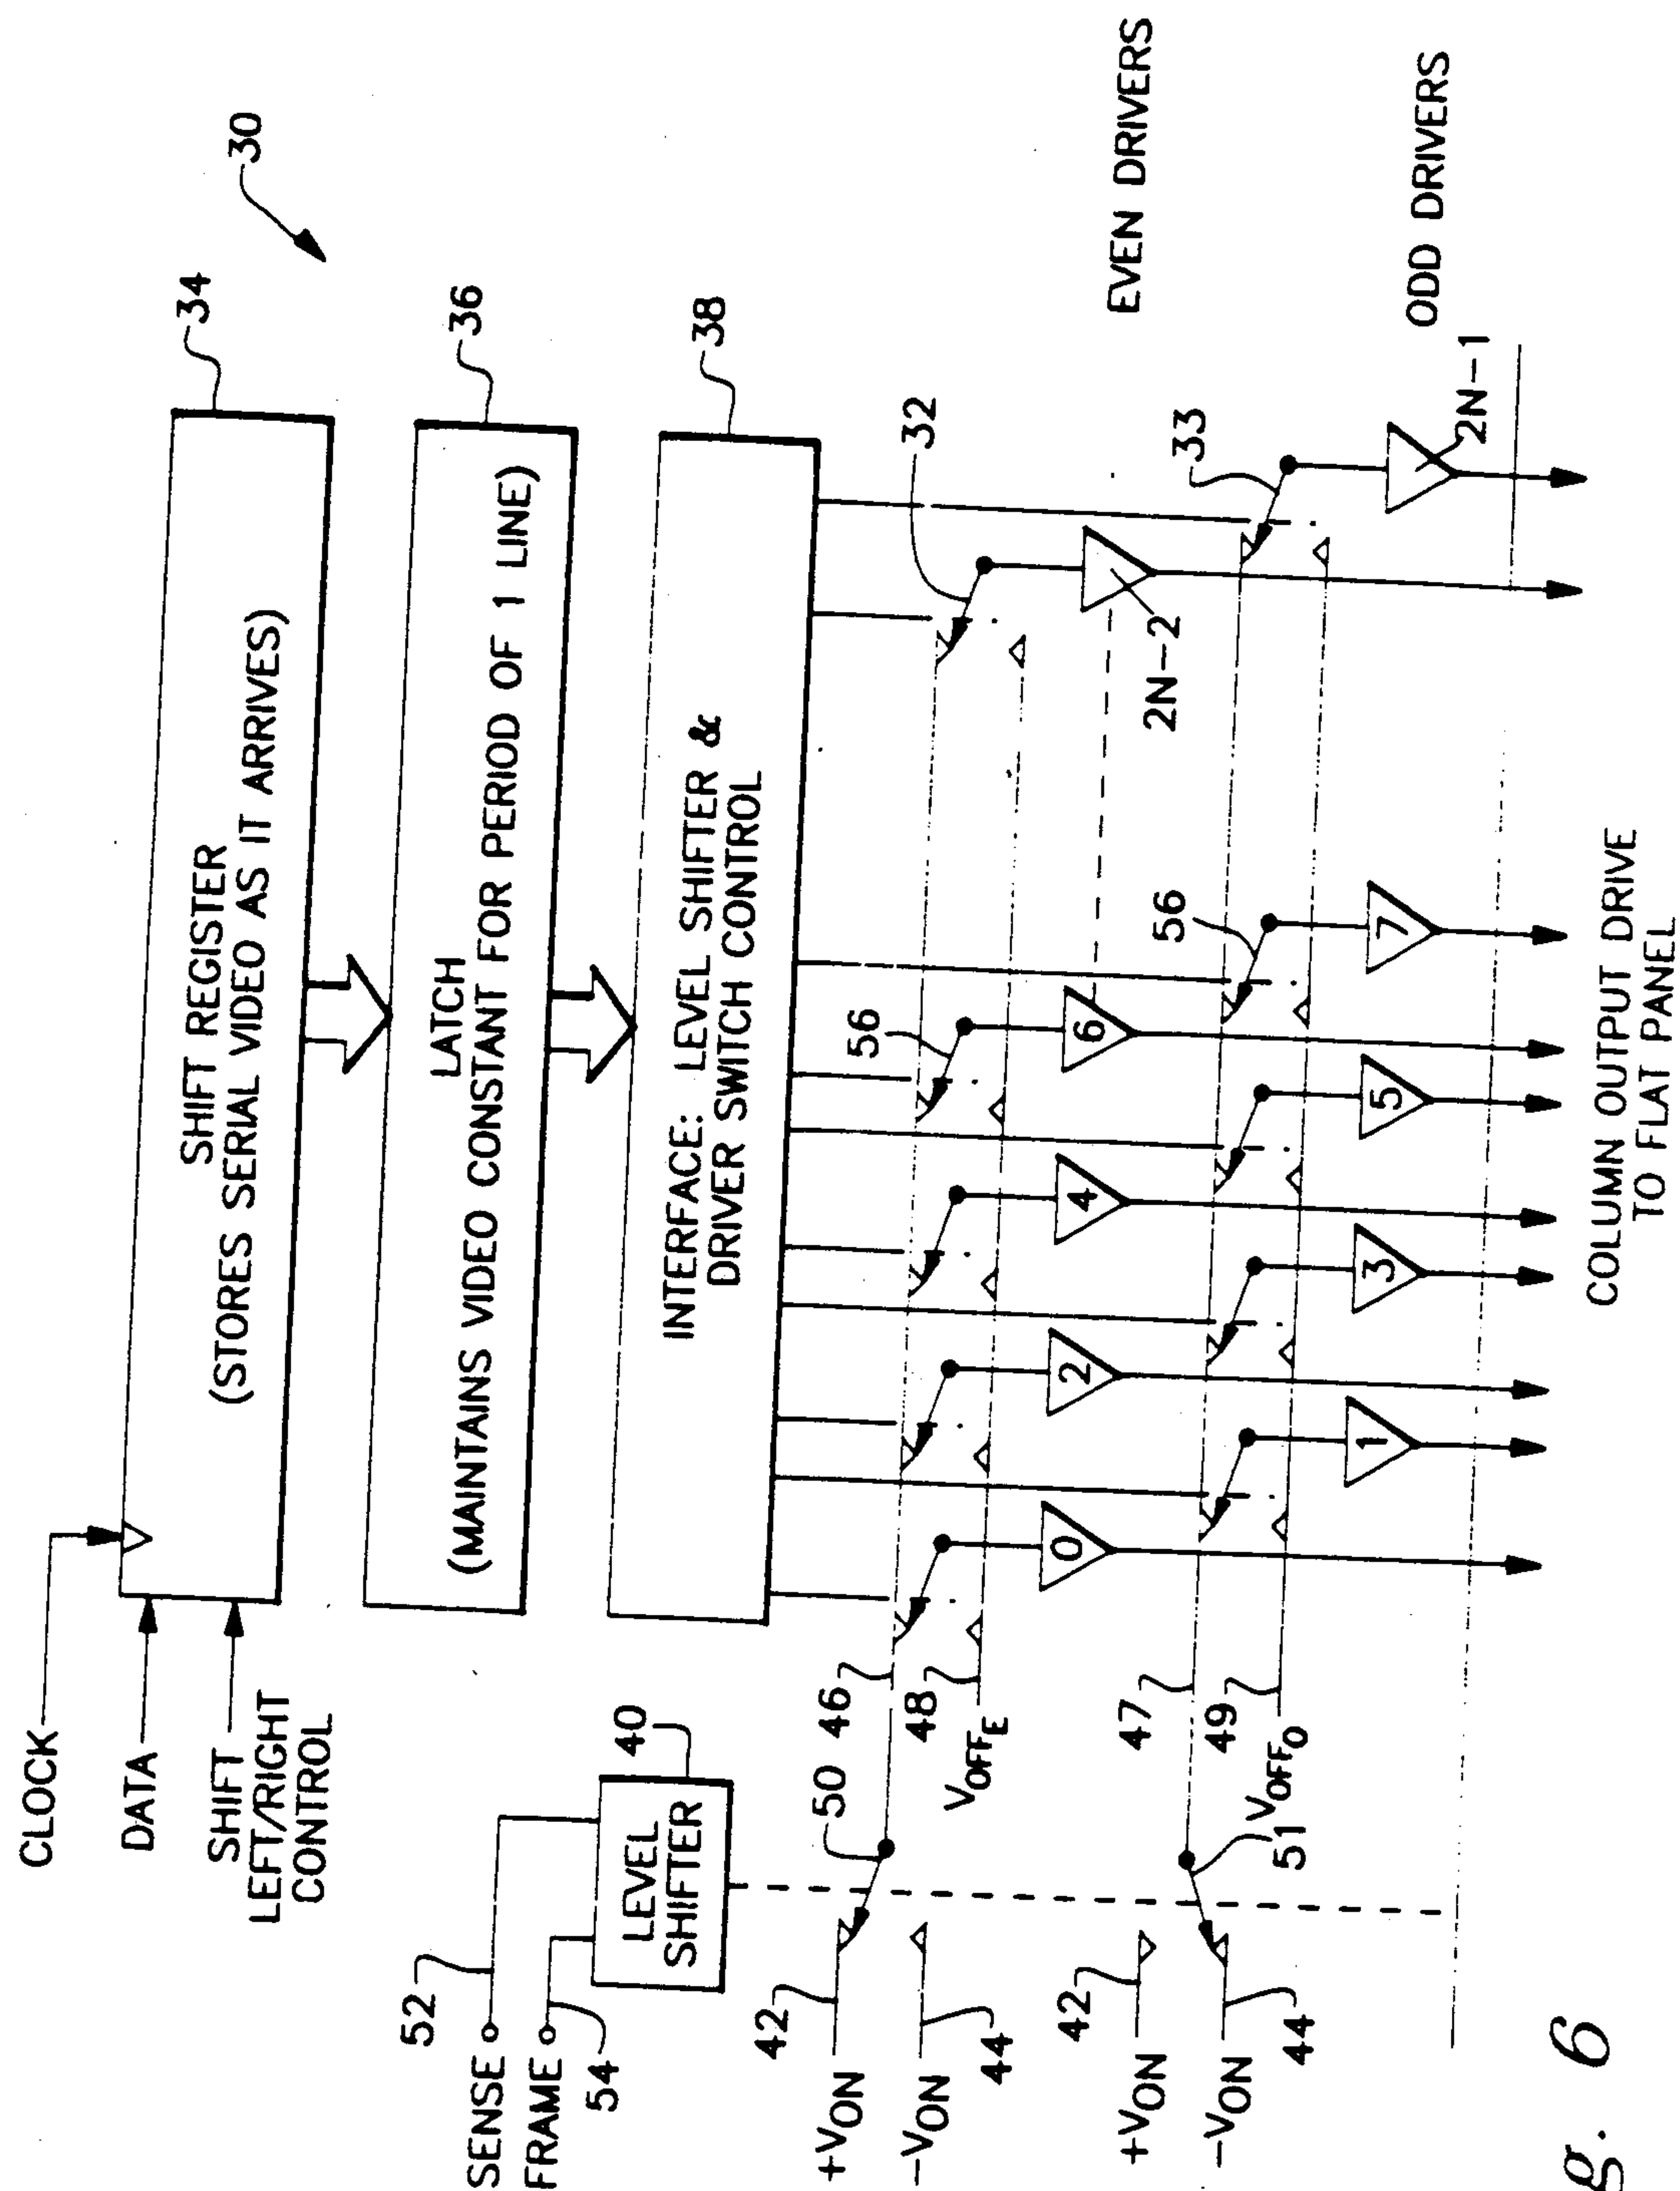 CLOCK
DATA
SHIFT
LEFT/RIGHT
CONTROL
SHIFT REGISTER
(STORES SERIAL VIDEO AS IT ARRIVES)
34
30
LATCH
(MAINTAINS VIDEO CONSTANT FOR PERIOD OF 1 LINE)
36
INTERFACE: LEVEL SHIFTER &
DRIVER SWITCH CONTROL
38
SENSE
52
FRAME
54
LEVEL
SHIFTER
40
+VON
42
-VON
44
50
46
48
VOFFE
56
32
0
2
4
6
2N-2
EVEN DRIVERS
+VON
42
-VON
44
51
47
49
VOFFO
56
33
1
3
5
7
2N-1
ODD DRIVERS
COLUMN OUTPUT DRIVE
TO FLAT PANEL
g. 6